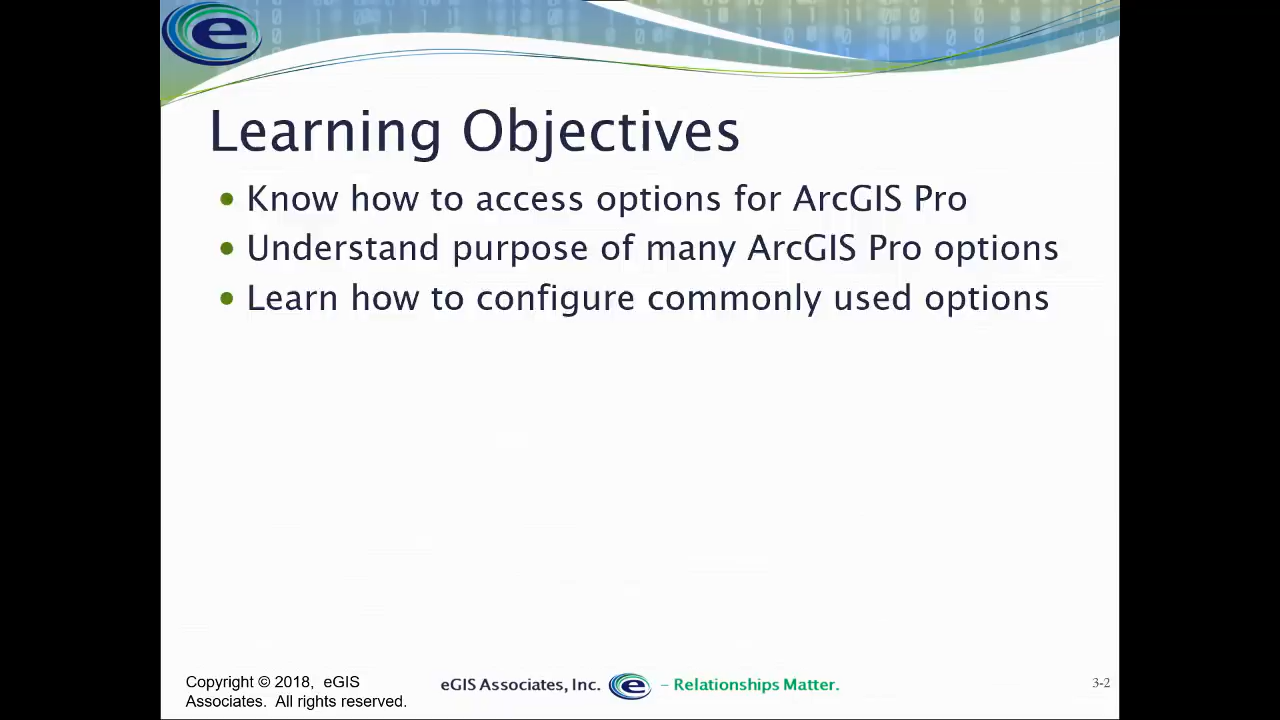 e
Learning Objectives
• Know how to access options for ArcGIS Pro
• Understand purpose of many ArcGIS Pro options
• Learn how to configure commonly used options
Copyright © 2018, eGIS
Associates. All rights reserved.
eGIS Associates, Inc. e – Relationships Matter.
3-2